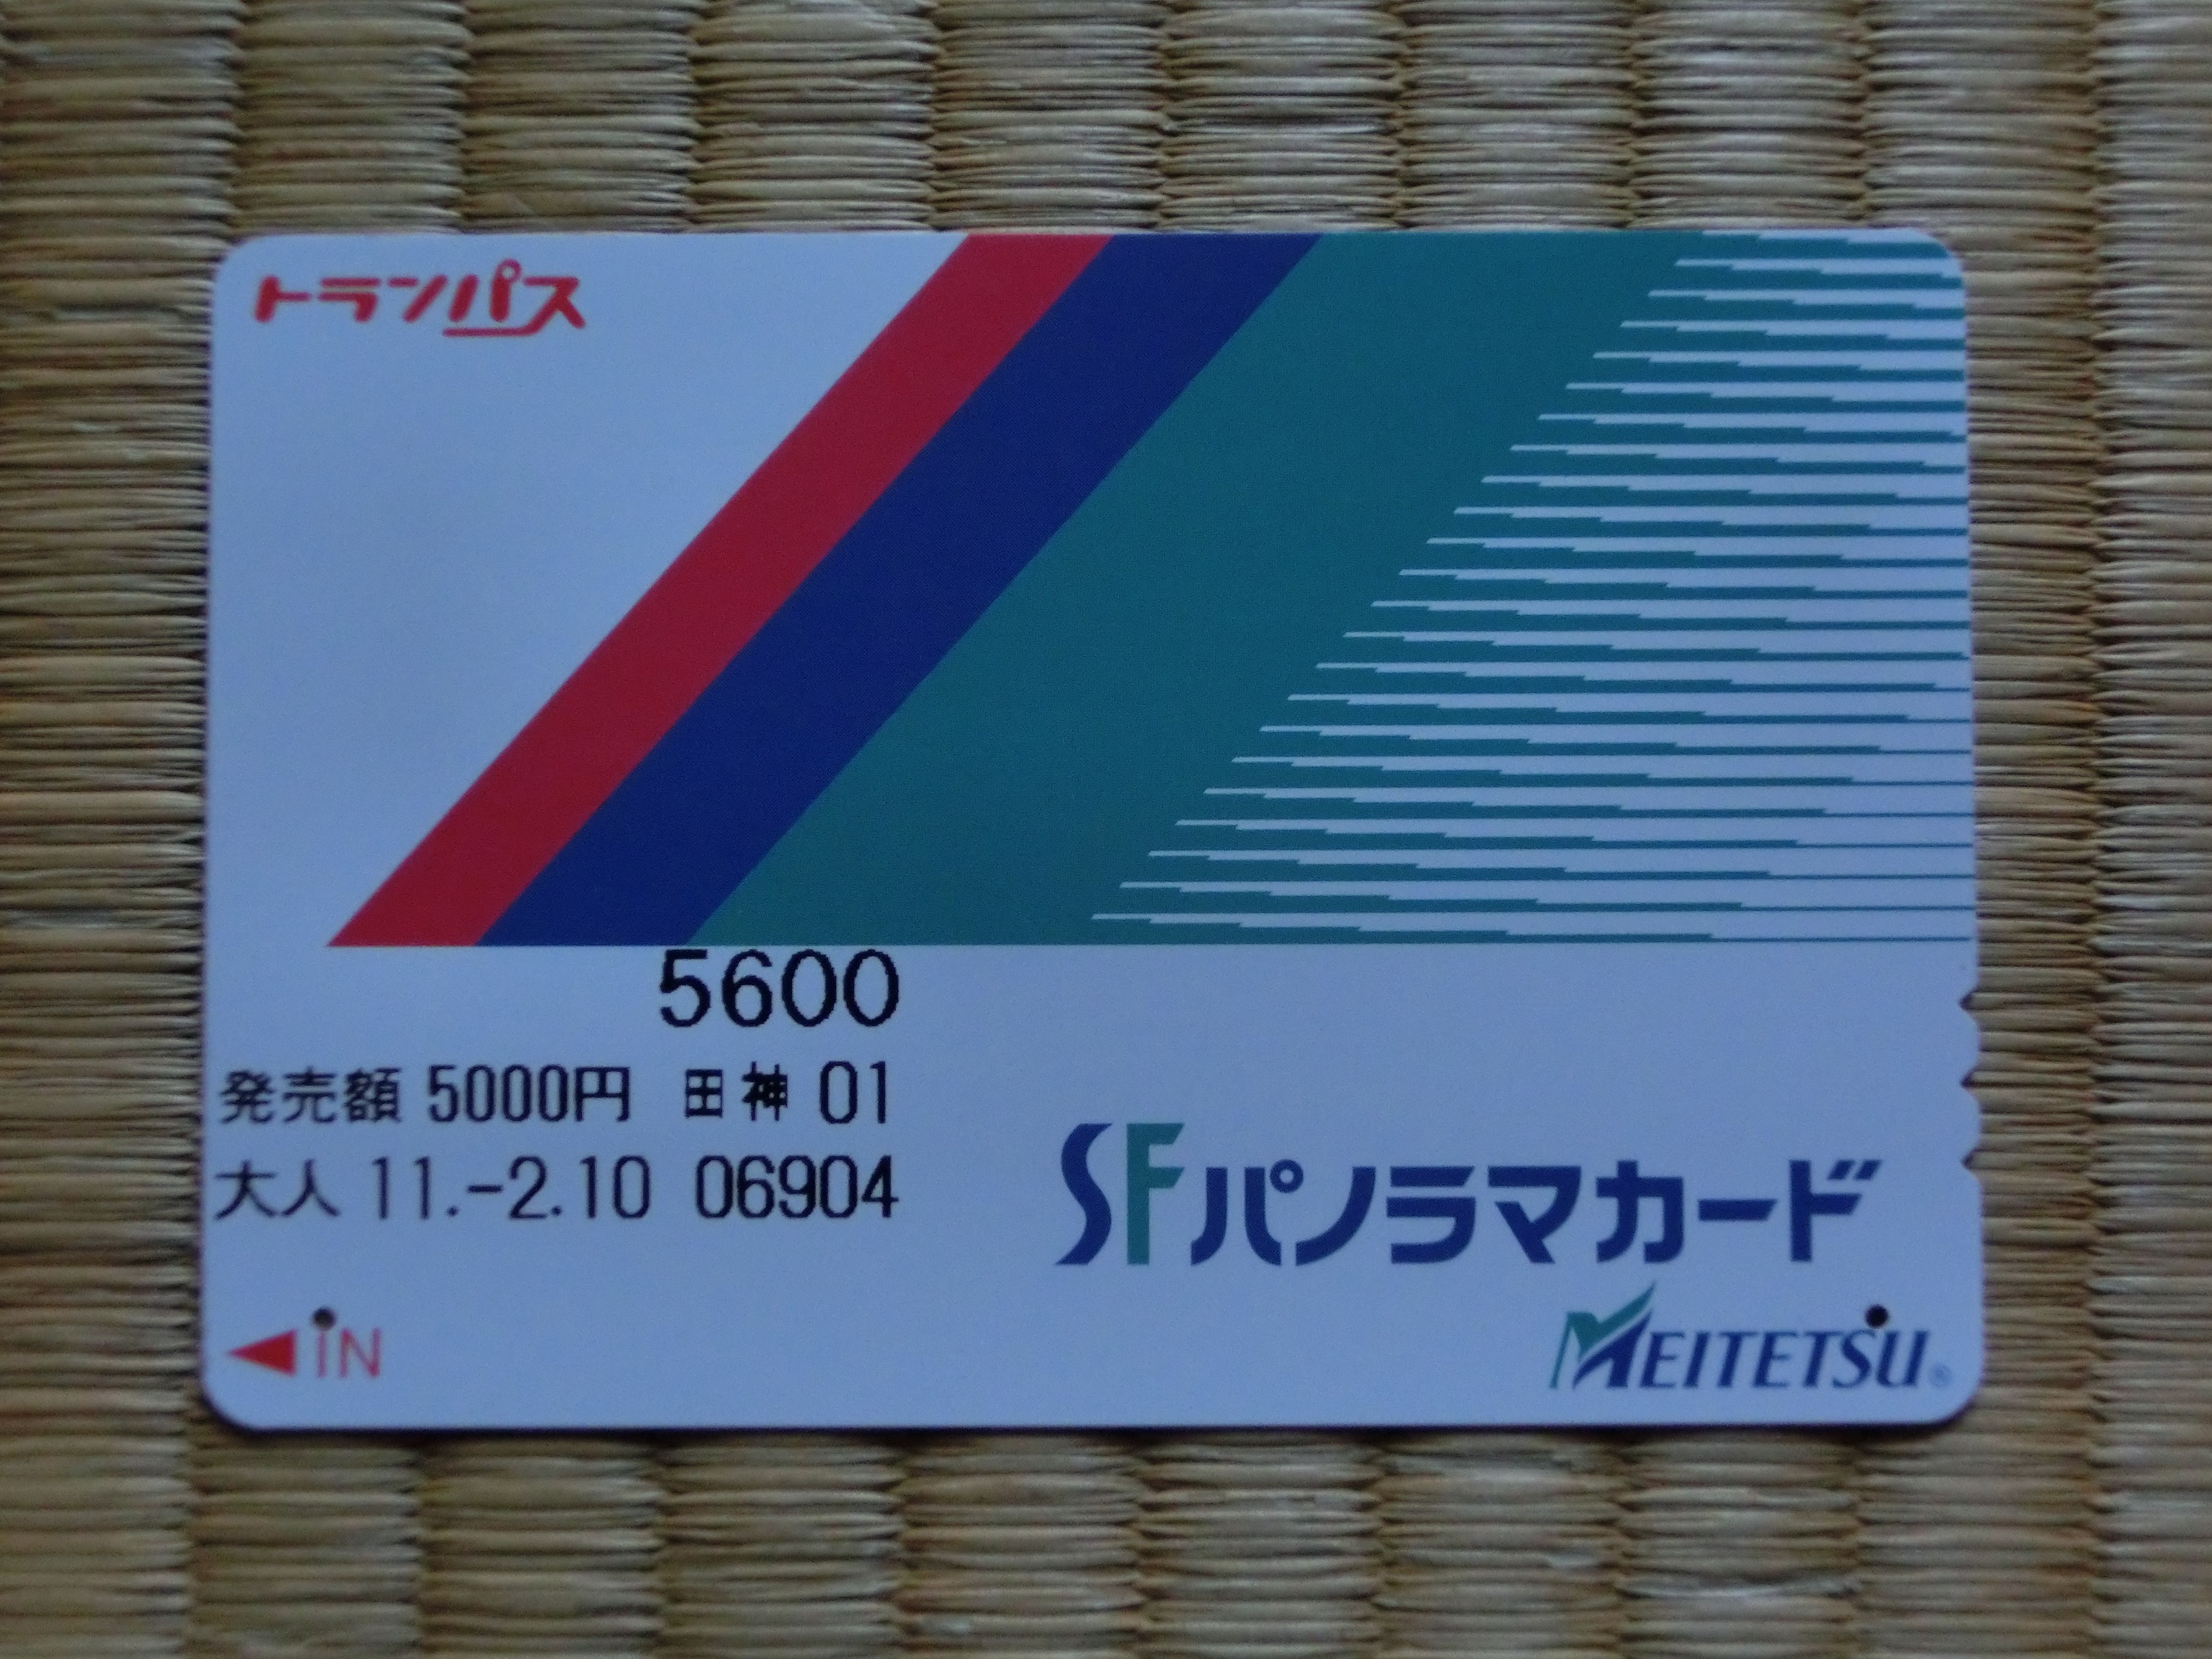 トランパス
5600
発売額 5000円 田神 01
大人 11.-2.10 06904
SFパノラマカード
◀IN
MEITETSU®